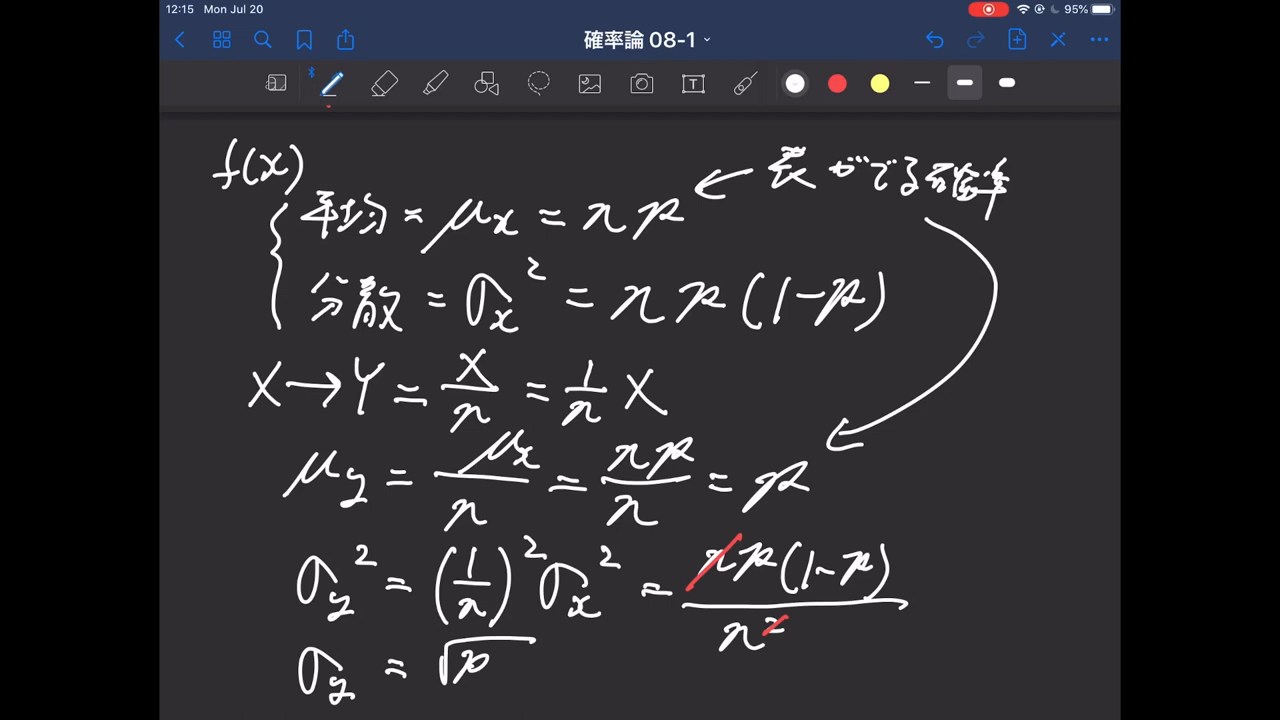 12:15 Mon Jul 20
95%
確率論 08-1
T
f(x)
表がでる確率
平均 = μx = np
分散 = σx² = np(1-p)
X → Y = X/n = 1/n X
μy = μx/n = np/n = p
σy² = (1/n)² σx² = np(1-p)/n²
σy = √p